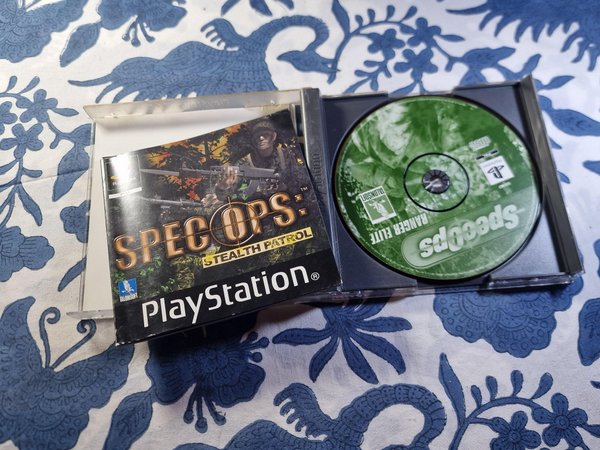 SPEC OPS:
STEALTH PATROL
PlayStation®
SpecOps
RANGER ELITE